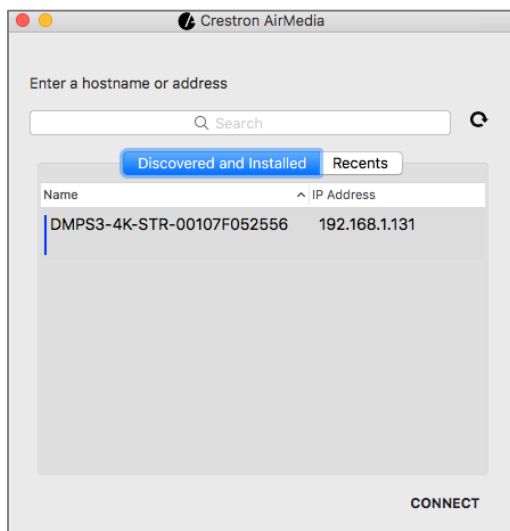 Crestron AirMedia
Enter a hostname or address
Search
Discovered and Installed Recents
Name IP Address
DMPS3-4K-STR-00107F052556 192.168.1.131
CONNECT